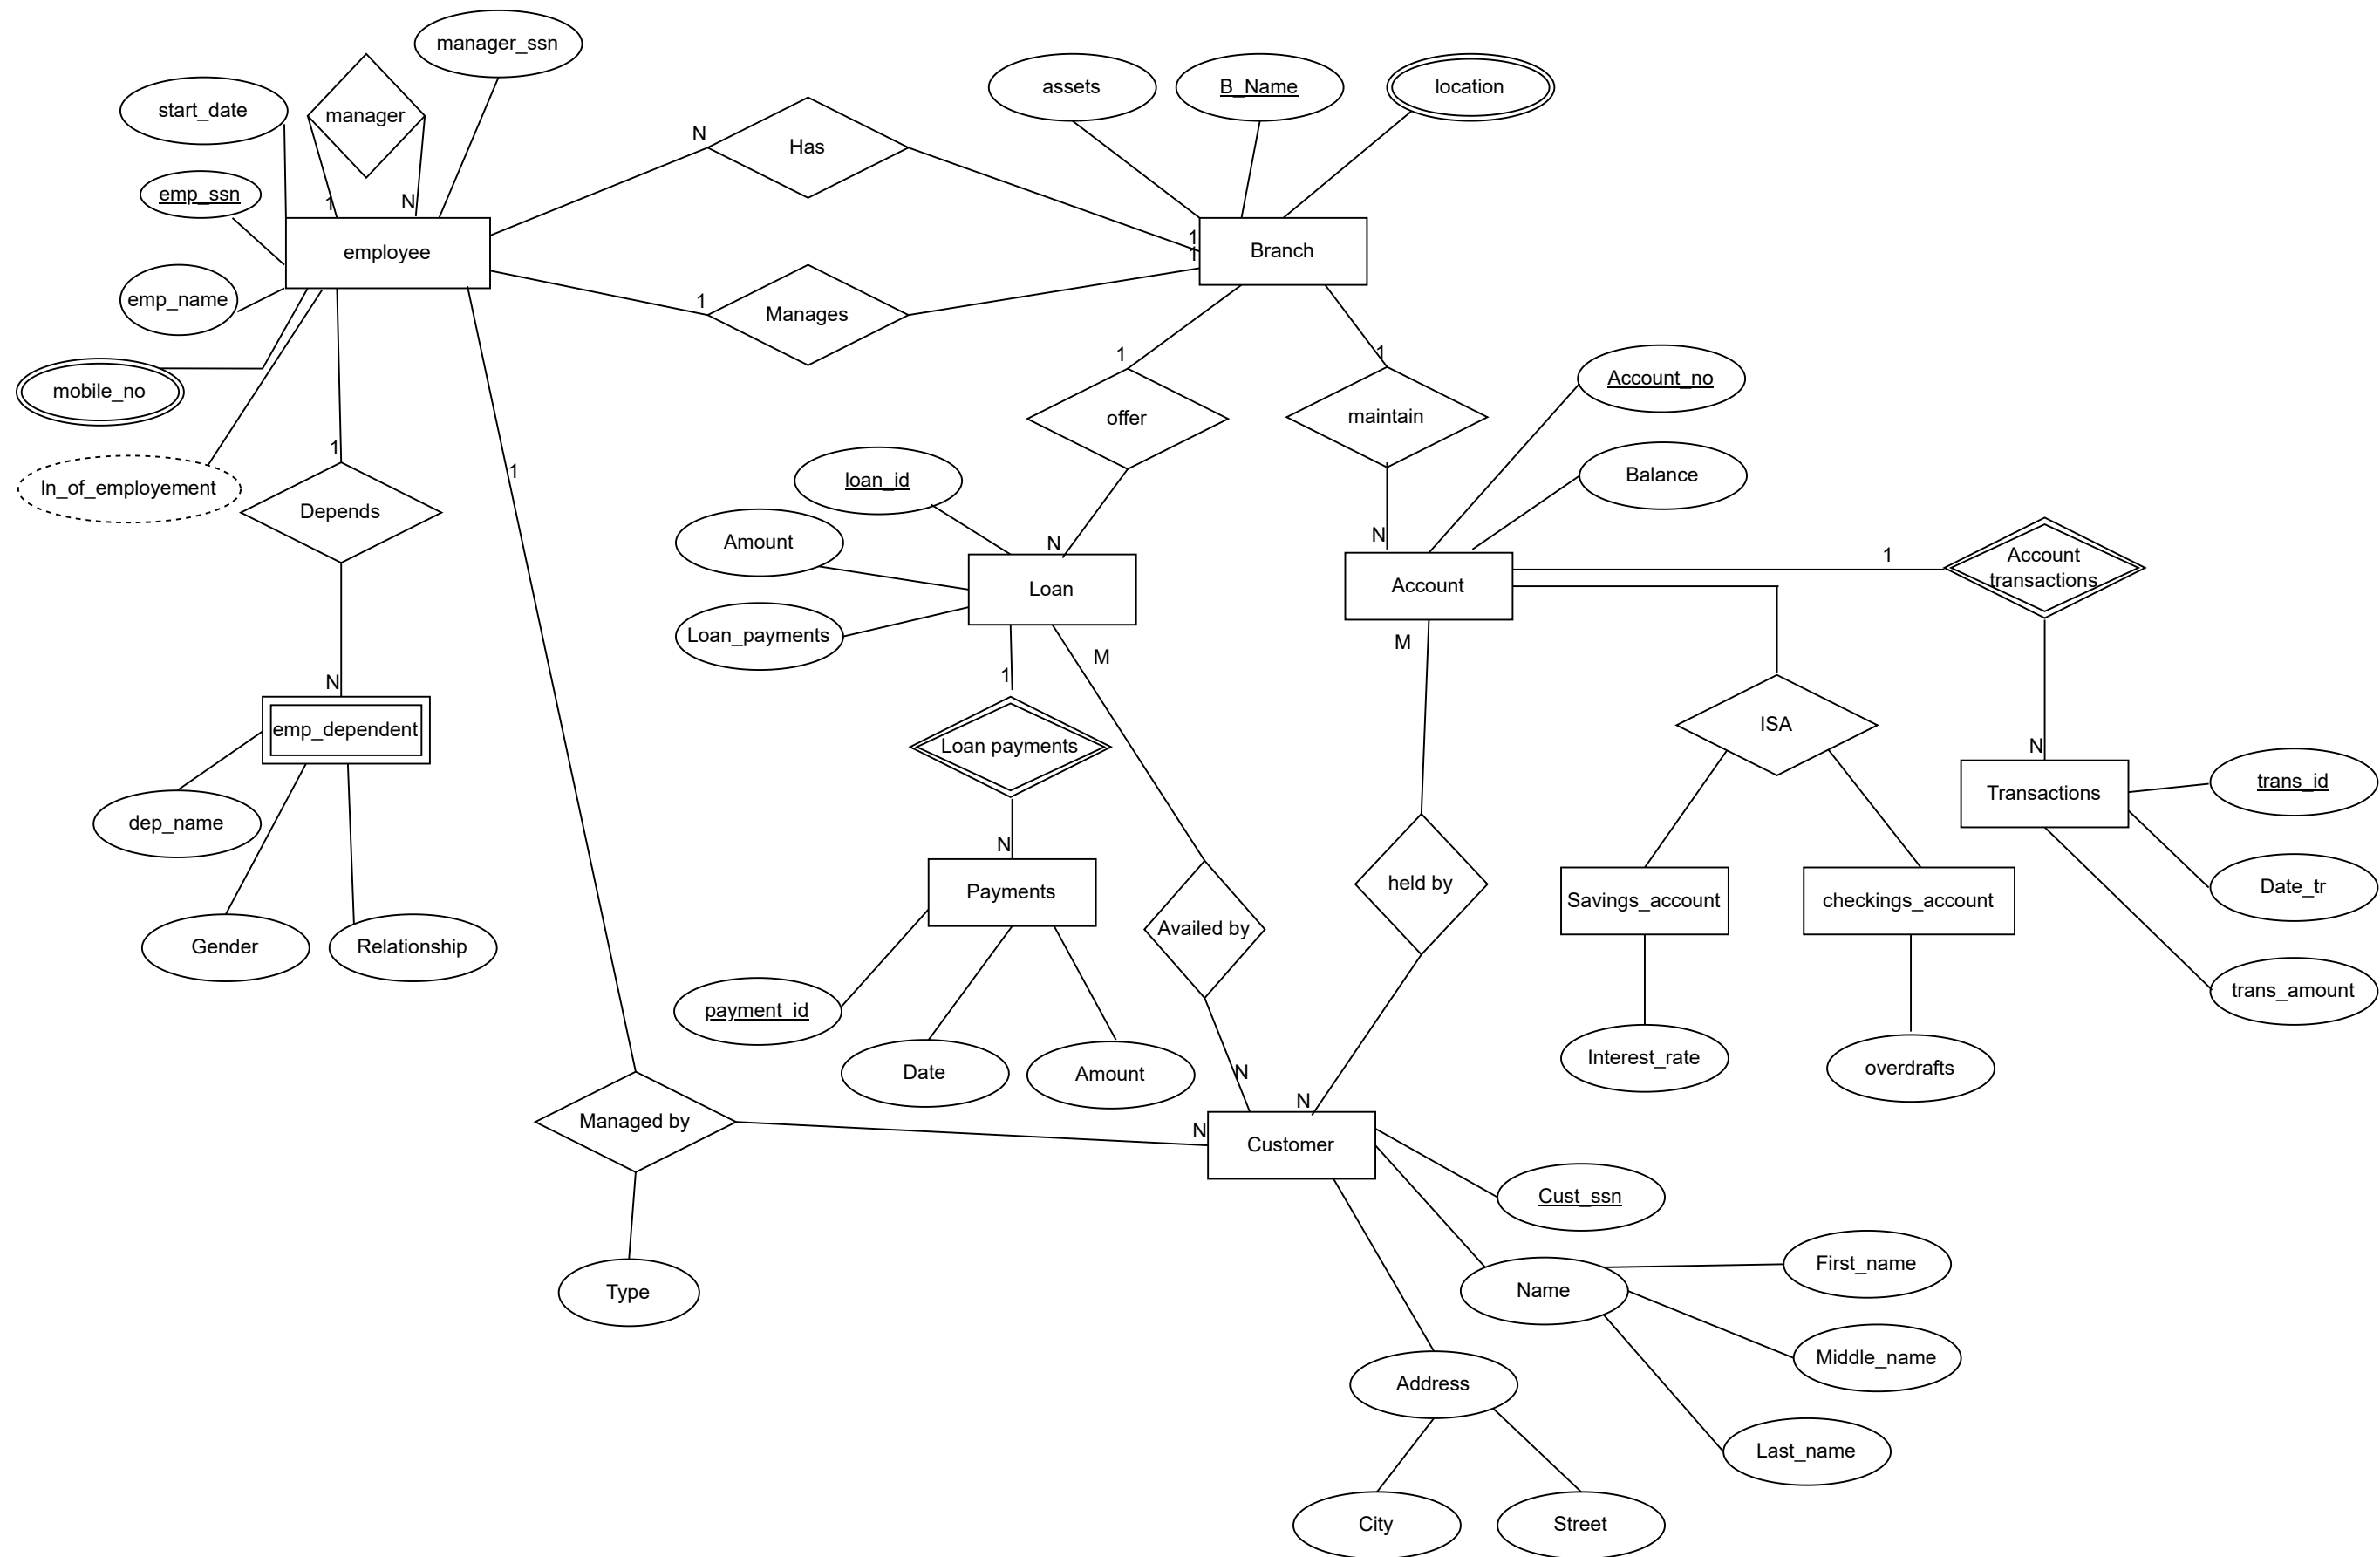 manager_ssn
start_date
manager
assets
B_Name
location
N
Has
emp_ssn
1
N
employee
1
1
Branch
emp_name
1
Manages
mobile_no
1
1
Account_no
offer
maintain
1
1
ln_of_employement
Depends
loan_id
Balance
Amount
N
N
1
Account
transactions
Loan
Account
Loan_payments
M
M
1
N
emp_dependent
Loan payments
ISA
N
Transactions
trans_id
dep_name
N
Payments
held by
Savings_account
checkings_account
Date_tr
Availed by
Gender
Relationship
payment_id
trans_amount
Date
Amount
N
Interest_rate
overdrafts
N
Managed by
N
Customer
Cust_ssn
Type
Name
First_name
Middle_name
Address
Last_name
City
Street